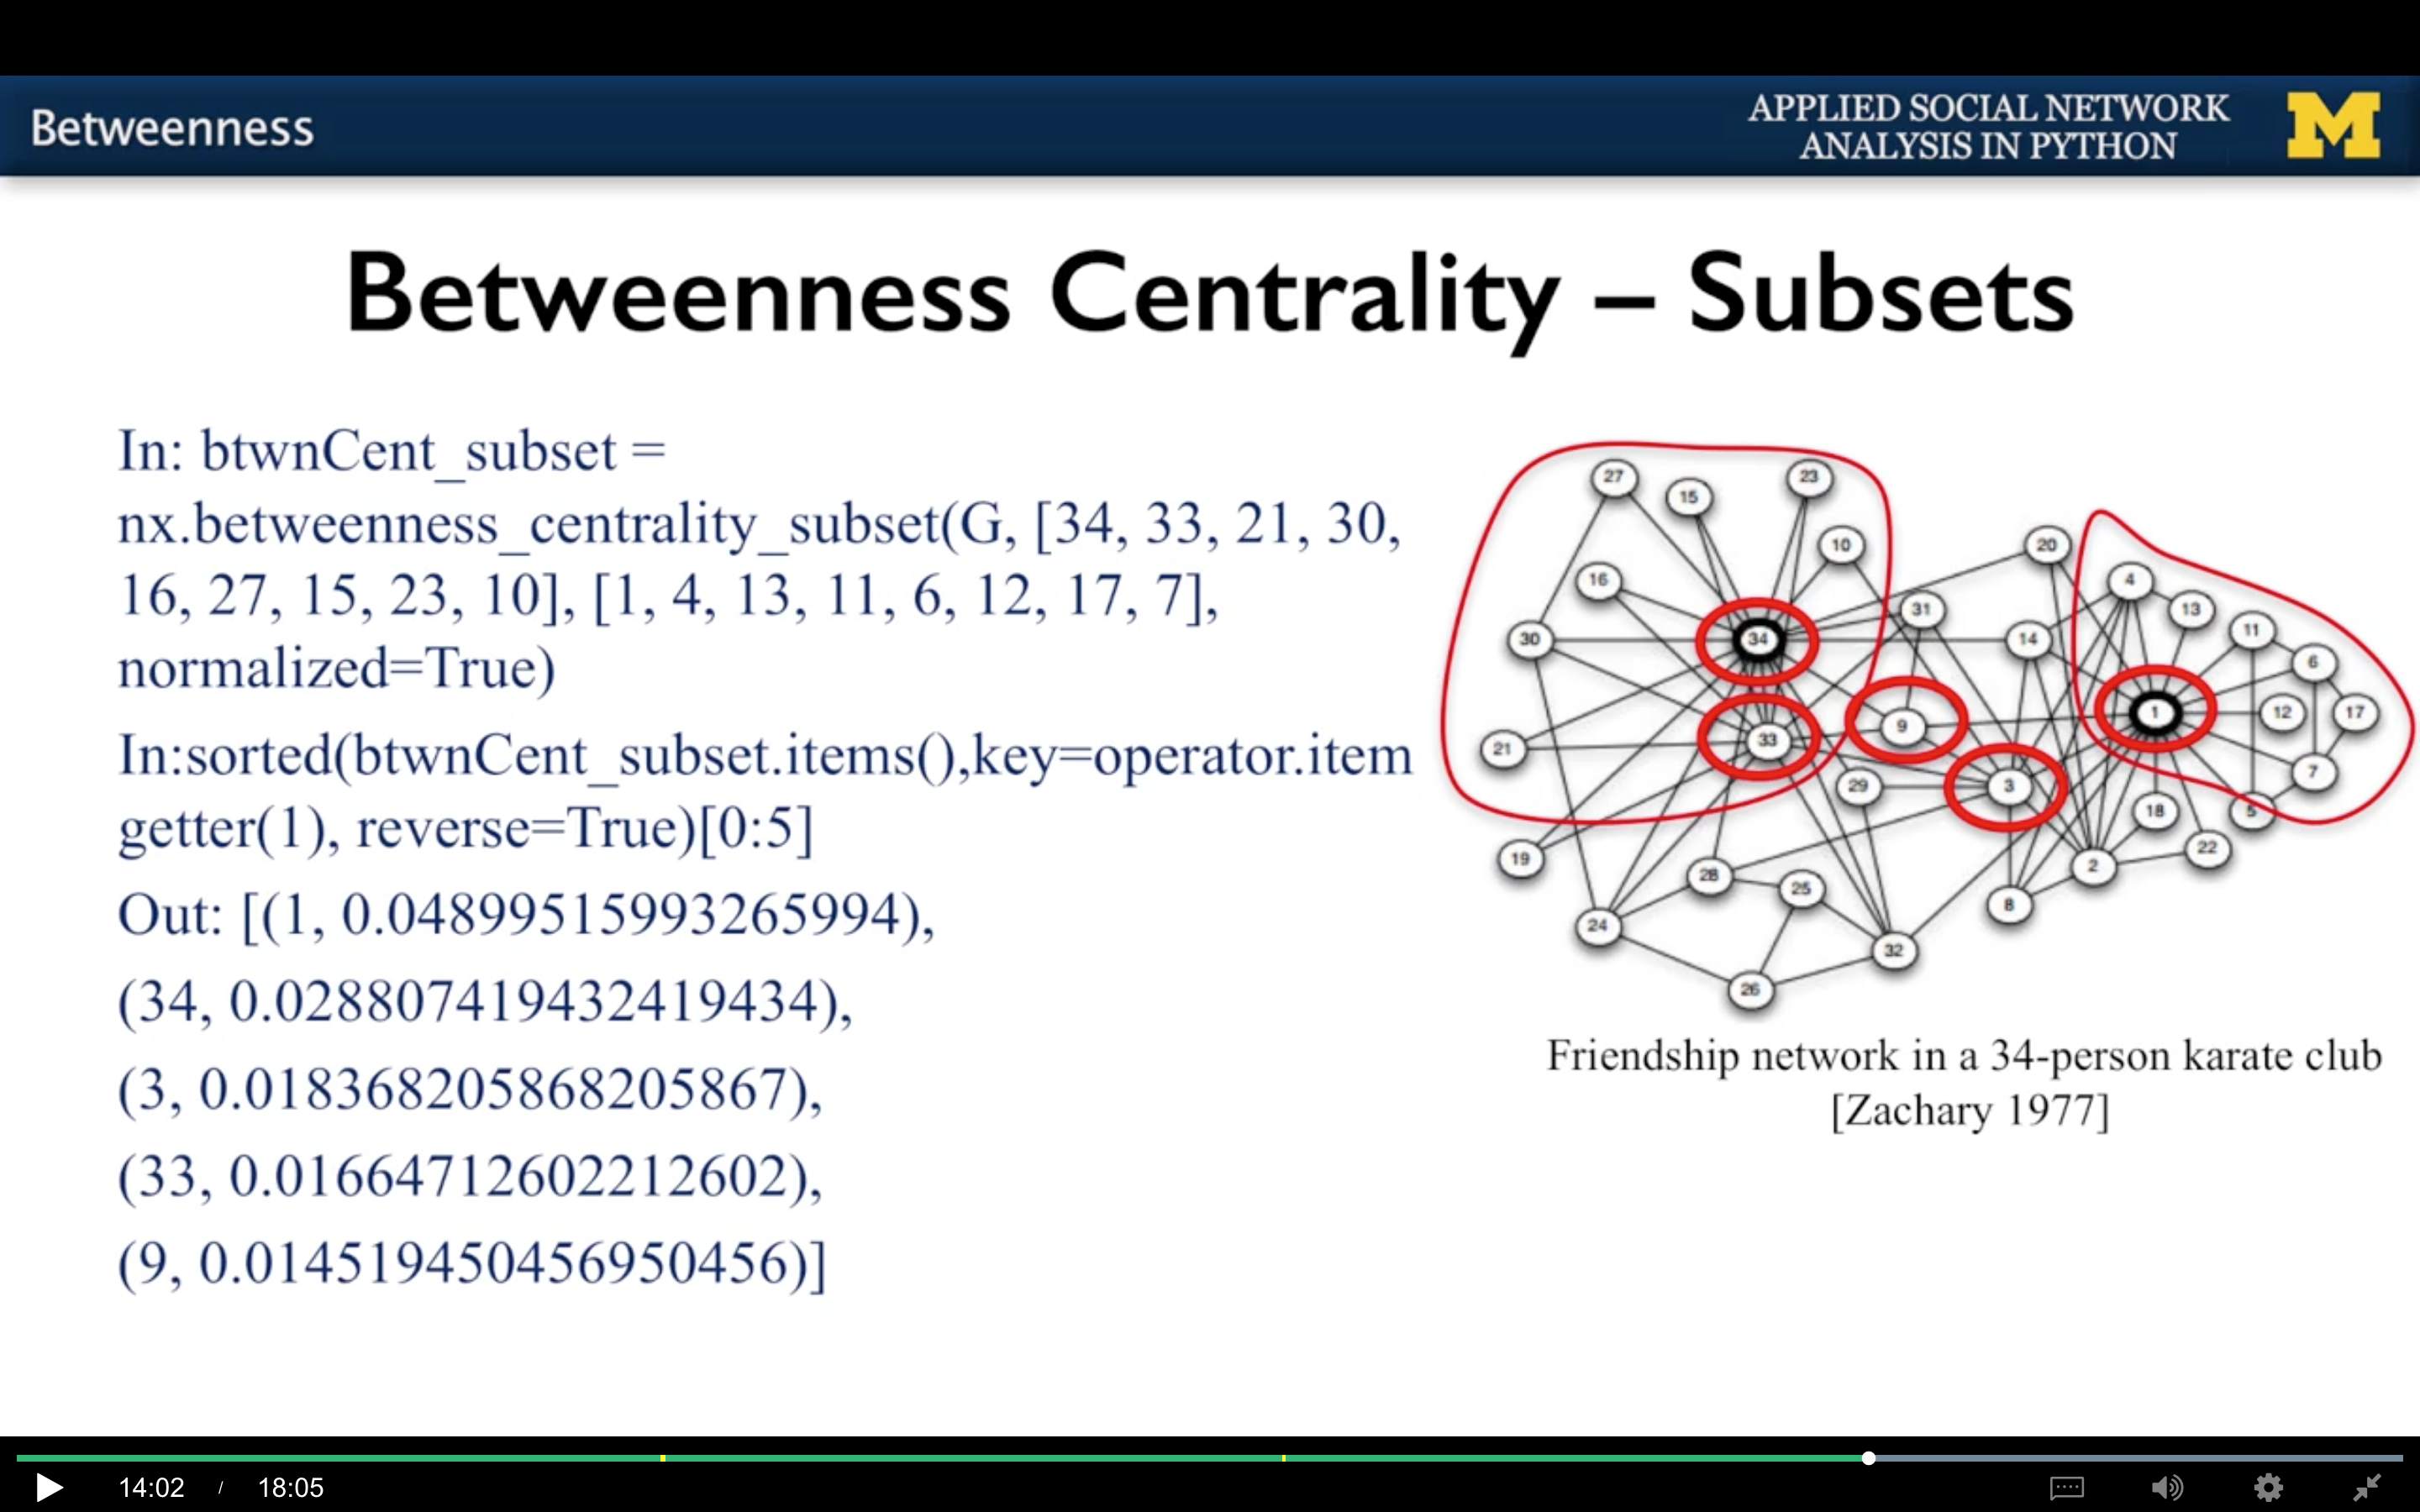 Betweenness
APPLIED SOCIAL NETWORK
ANALYSIS IN PYTHON
M
Betweenness Centrality – Subsets
In: btwnCent_subset =
nx.betweenness_centrality_subset(G, [34, 33, 21, 30,
16, 27, 15, 23, 10], [1, 4, 13, 11, 6, 12, 17, 7],
normalized=True)
In:sorted(btwnCent_subset.items(),key=operator.item
getter(1), reverse=True)[0:5]
Out: [(1, 0.04899515993265994),
(34, 0.028807419432419434),
(3, 0.018368205868205867),
(33, 0.01664712602212602),
(9, 0.014519450456950456)]
27
15
23
10
20
16
4
31
13
11
30
34
14
6
9
1
12
17
21
33
29
3
7
18
5
19
28
25
2
22
8
24
32
26
Friendship network in a 34-person karate club
[Zachary 1977]
14:02 / 18:05